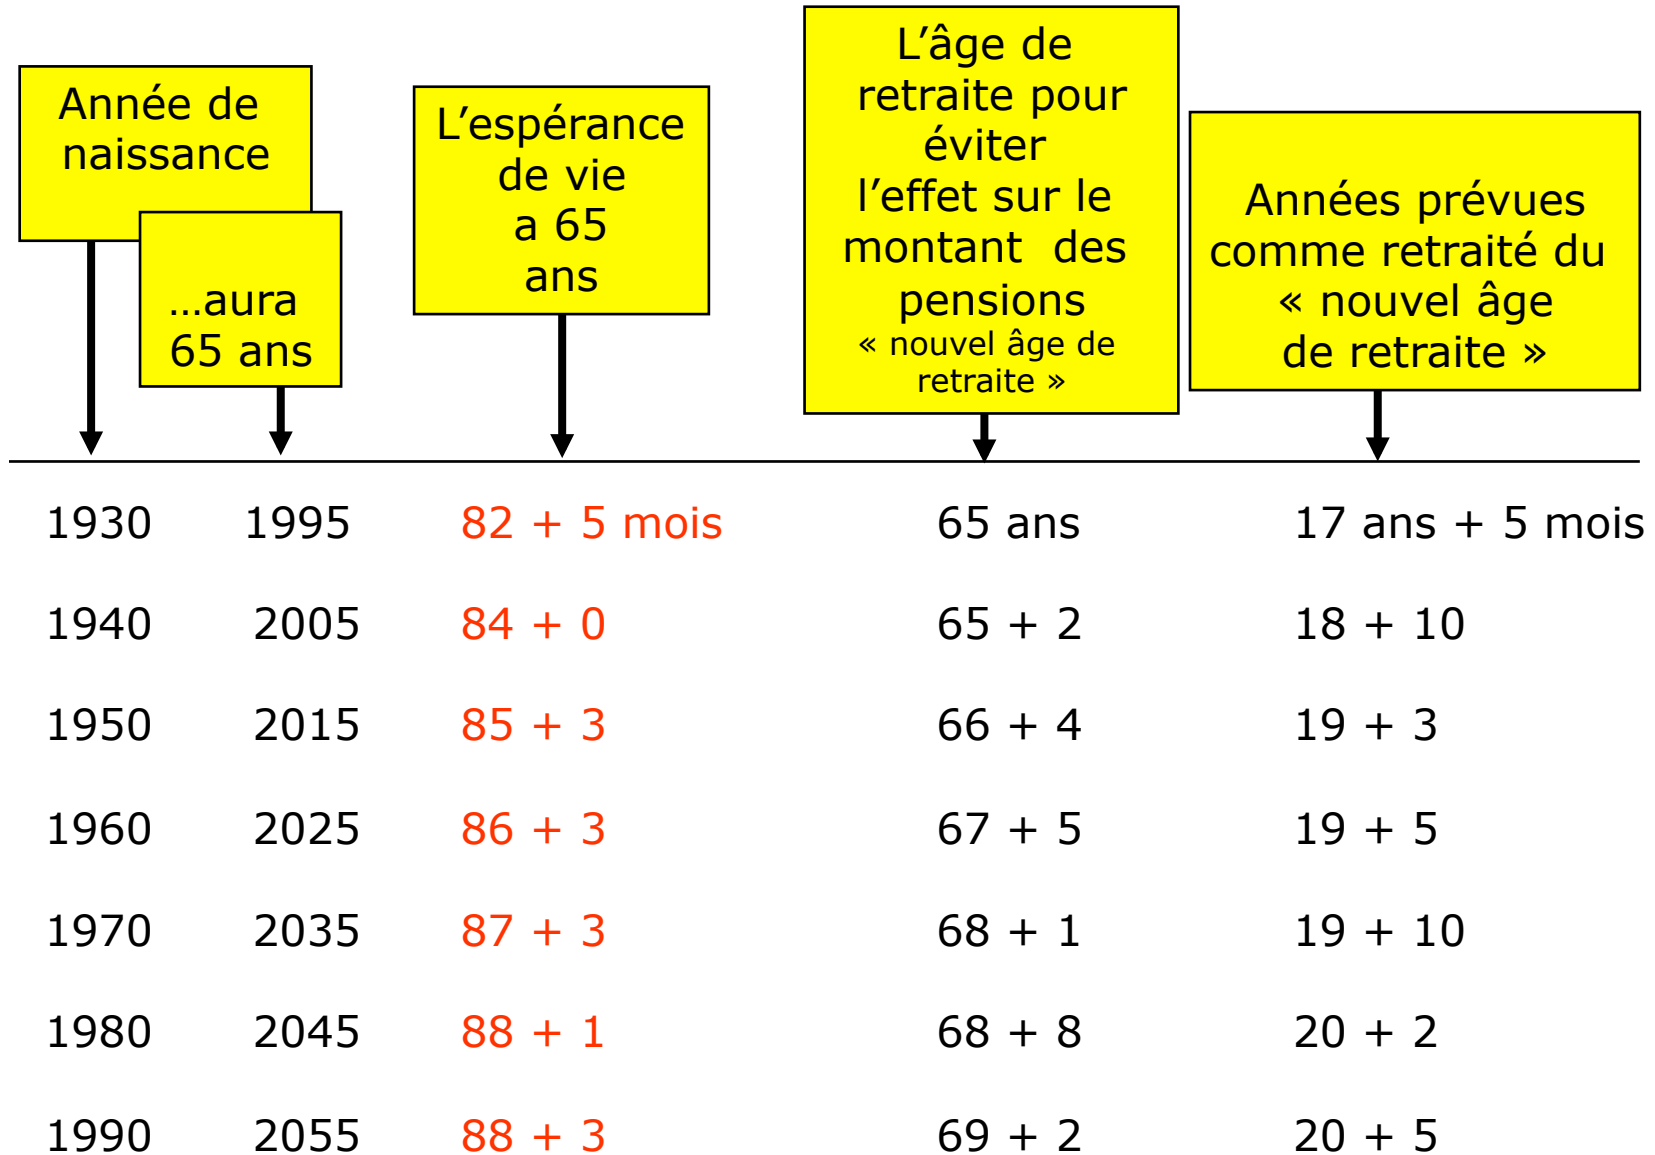 Année de
naissance
…aura
65 ans
L’espérance
de vie
a 65
ans
L’âge de
retraite pour
éviter
l’effet sur le
montant des
pensions
« nouvel âge de
retraite »
Années prévues
comme retraité du
« nouvel âge
de retraite »
1930 1995 82 + 5 mois 65 ans 17 ans + 5 mois
1940 2005 84 + 0 65 + 2 18 + 10
1950 2015 85 + 3 66 + 4 19 + 3
1960 2025 86 + 3 67 + 5 19 + 5
1970 2035 87 + 3 68 + 1 19 + 10
1980 2045 88 + 1 68 + 8 20 + 2
1990 2055 88 + 3 69 + 2 20 + 5